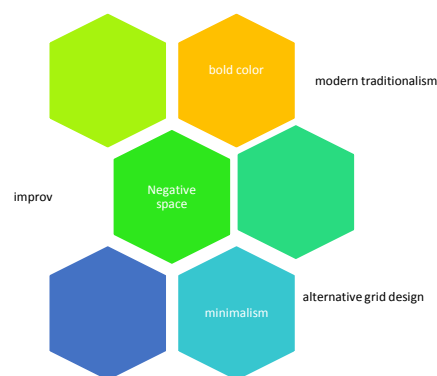 bold color
modern traditionalism
improv
Negative
space
alternative grid design
minimalism